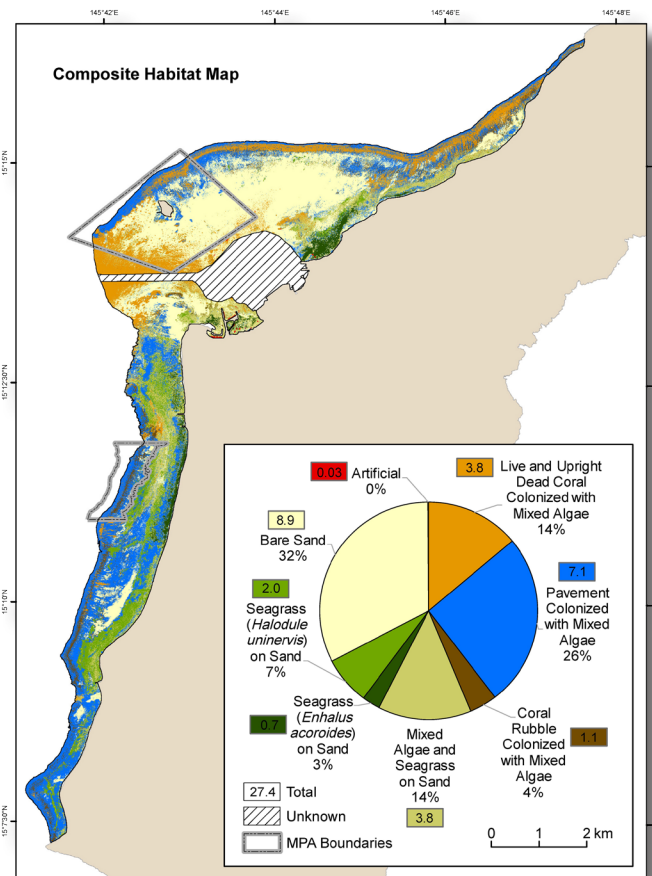 145°42'E
145°44'E
145°46'E
145°48'E
Composite Habitat Map
15°15'N
15°12'30"N
15°10'N
15°7'30"N
0.03
Artificial
0%
3.8
Live and Upright
Dead Coral
Colonized with
Mixed Algae
14%
8.9
Bare Sand
32%
7.1
Pavement
Colonized
with Mixed
Algae
26%
2.0
Seagrass
(Halodule
uninervis)
on Sand
7%
0.7
Seagrass
(Enhalus
acoroides)
on Sand
3%
Mixed
Algae and
Seagrass
on Sand
14%
3.8
Coral
Rubble
Colonized
with Mixed
Algae
4%
1.1
27.4 Total
Unknown
MPA Boundaries
0 1 2 km